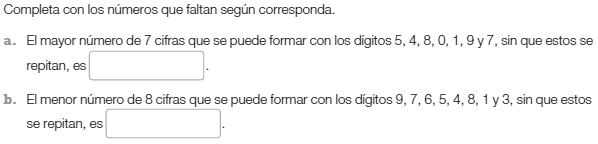 Completa con los números que faltan según corresponda.
a. El mayor número de 7 cifras que se puede formar con los dígitos 5, 4, 8, 0, 1, 9 y 7, sin que estos se
repitan, es .
b. El menor número de 8 cifras que se puede formar con los dígitos 9, 7, 6, 5, 4, 8, 1 y 3, sin que estos
se repitan, es .